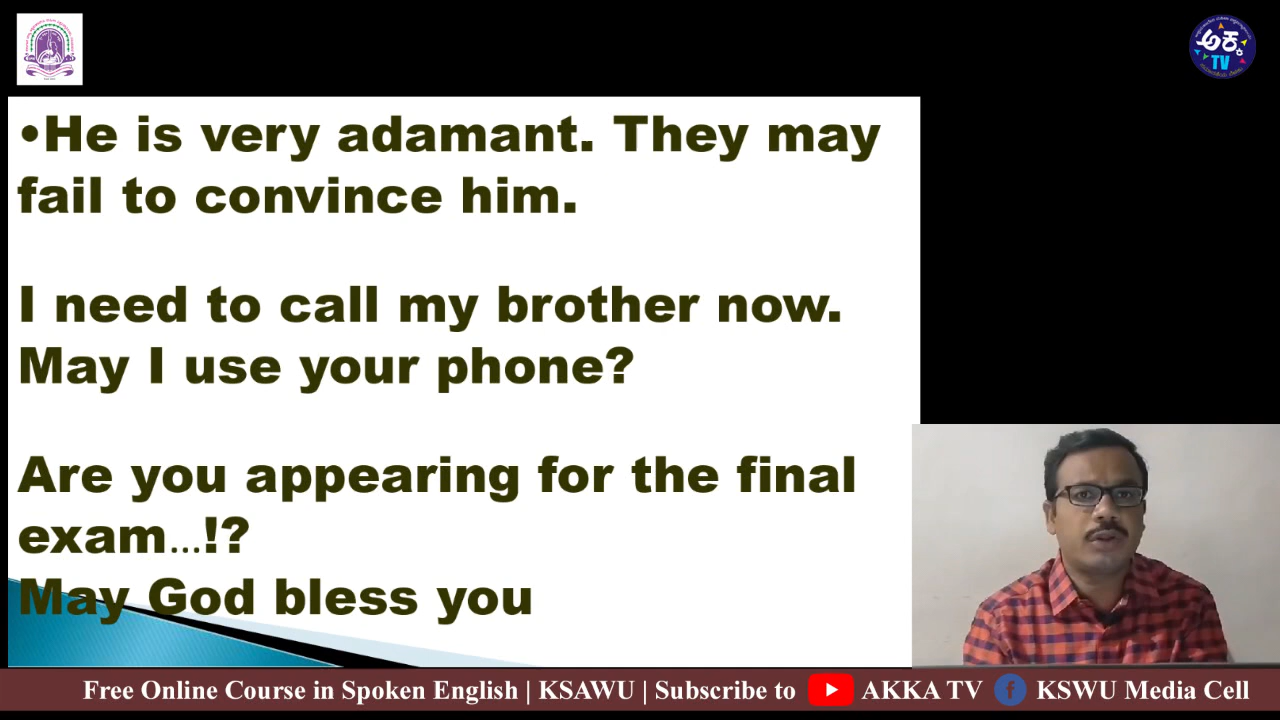 ಅಕ್ಕ
TV
•He is very adamant. They may
fail to convince him.
I need to call my brother now.
May I use your phone?
Are you appearing for the final
exam...!?
May God bless you
Free Online Course in Spoken English | KSAWU | Subscribe to AKKA TV f KSWU Media Cell